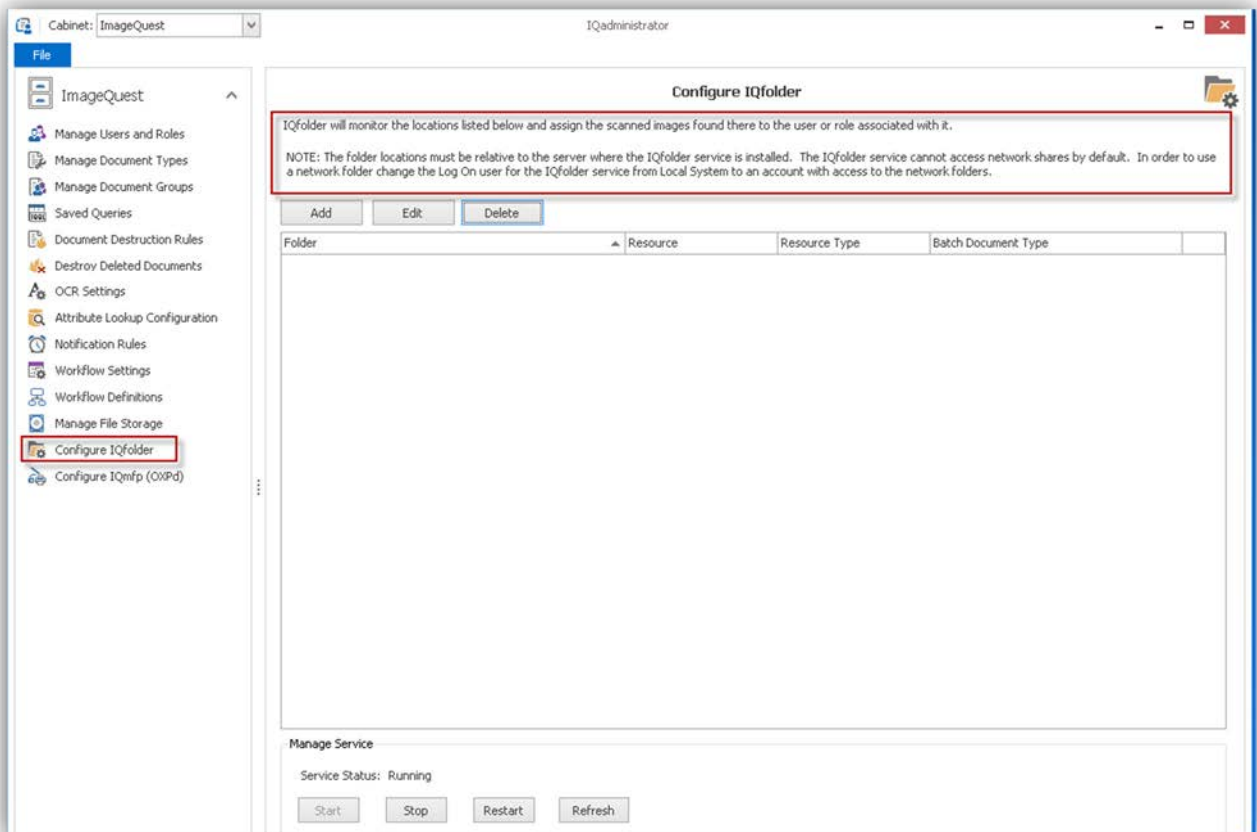 Cabinet: ImageQuest
IQadministrator
File
ImageQuest
Manage Users and Roles
Manage Document Types
Manage Document Groups
Saved Queries
Document Destruction Rules
Destroy Deleted Documents
OCR Settings
Attribute Lookup Configuration
Notification Rules
Workflow Settings
Workflow Definitions
Manage File Storage
Configure IQfolder
Configure IQmfp (OXPd)
Configure IQfolder
IQfolder will monitor the locations listed below and assign the scanned images found there to the user or role associated with it.
NOTE: The folder locations must be relative to the server where the IQfolder service is installed. The IQfolder service cannot access network shares by default. In order to use
a network folder change the Log On user for the IQfolder service from Local System to an account with access to the network folders.
Add Edit Delete
Folder Resource Resource Type Batch Document Type
Manage Service
Service Status: Running
Start Stop Restart Refresh